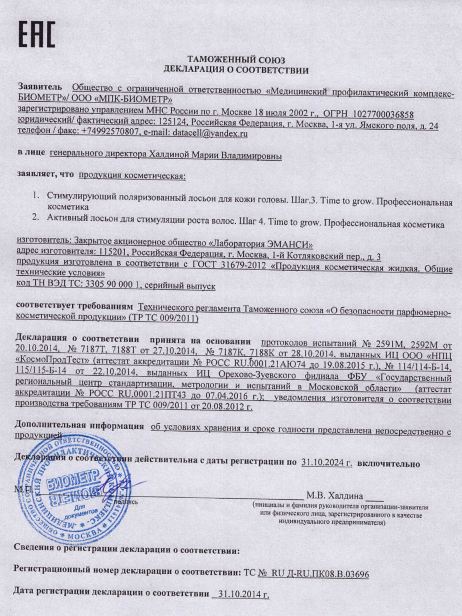 EAC
ТАМОЖЕННЫЙ СОЮЗ
ДЕКЛАРАЦИЯ О СООТВЕТСТВИИ
Заявитель Общество с ограниченной ответственностью «Медицинский профилактический комплекс-
БИОМЕТР»/ ООО «МПК-БИОМЕТР»
зарегистрировано управлением МНС России по г. Москве 18 июля 2002 г., ОГРН 1027700036858
юридический/ фактический адрес: 125124, Российская Федерация, г. Москва, 1-я ул. Ямского поля, д. 24
телефон / факс: +74992570807, e-mail: datacell@yandex.ru
в лице генерального директора Халдиной Марии Владимировны
заявляет, что продукция косметическая:
1. Стимулирующий поляризованный лосьон для кожи головы. Шаг.3. Time to grow. Профессиональная
косметика
2. Активный лосьон для стимуляции роста волос. Шаг 4. Time to grow. Профессиональная косметика
изготовитель: Закрытое акционерное общество «Лаборатория ЭМАНСИ»
адрес изготовителя: 115201, Российская Федерация, г. Москва, 1-й Котляковский пер., д. 3
продукция изготовлена в соответствии с ГОСТ 31679-2012 «Продукция косметическая жидкая. Общие
технические условия»
код ТН ВЭД ТС: 3305 90 000 1, серийный выпуск
соответствует требованиям Технического регламента Таможенного союза «О безопасности парфюмерно-
косметической продукции» (ТР ТС 009/2011)
Декларация о соответствии принята на основании протоколов испытаний № 2591М, 2592М от
20.10.2014, № 7187Т, 7188Т от 27.10.2014, № 7187К, 7188К от 28.10.2014, выданных ИЦ ООО «НПЦ
«КосмоПродТест» (аттестат аккредитации № РОСС RU.0001.21АЮ74 до 19.08.2015 г.), № 114/114-Б-14,
115/115-Б-14 от 22.10.2014, выданных ИЦ Орехово-Зуевского филиала ФБУ «Государственный
региональный центр стандартизации, метрологии и испытаний в Московской области» (аттестат
аккредитации № РОСС RU.0001.21ПТ43 до 07.04.2016 г.); уведомления изготовителя о соответствии
производства требованиям ТР ТС 009/2011 от 20.08.2012 г.
Дополнительная информация об условиях хранения и сроке годности представлена непосредственно с
продукцией
Декларация о соответствии действительна с даты регистрации по 31.10.2024 г. включительно
М.П.
подпись
М.В. Халдина
(инициалы и фамилия руководителя организации-заявителя
или физического лица, зарегистрированного в качестве
индивидуального предпринимателя)
БИОМЕТР
Для
документов
МОСКВА
Сведения о регистрации декларации о соответствии:
Регистрационный номер декларации о соответствии: ТС № RU Д-RU.ПК08.В.03696
Дата регистрации декларации о соответствии 31.10.2014 г.